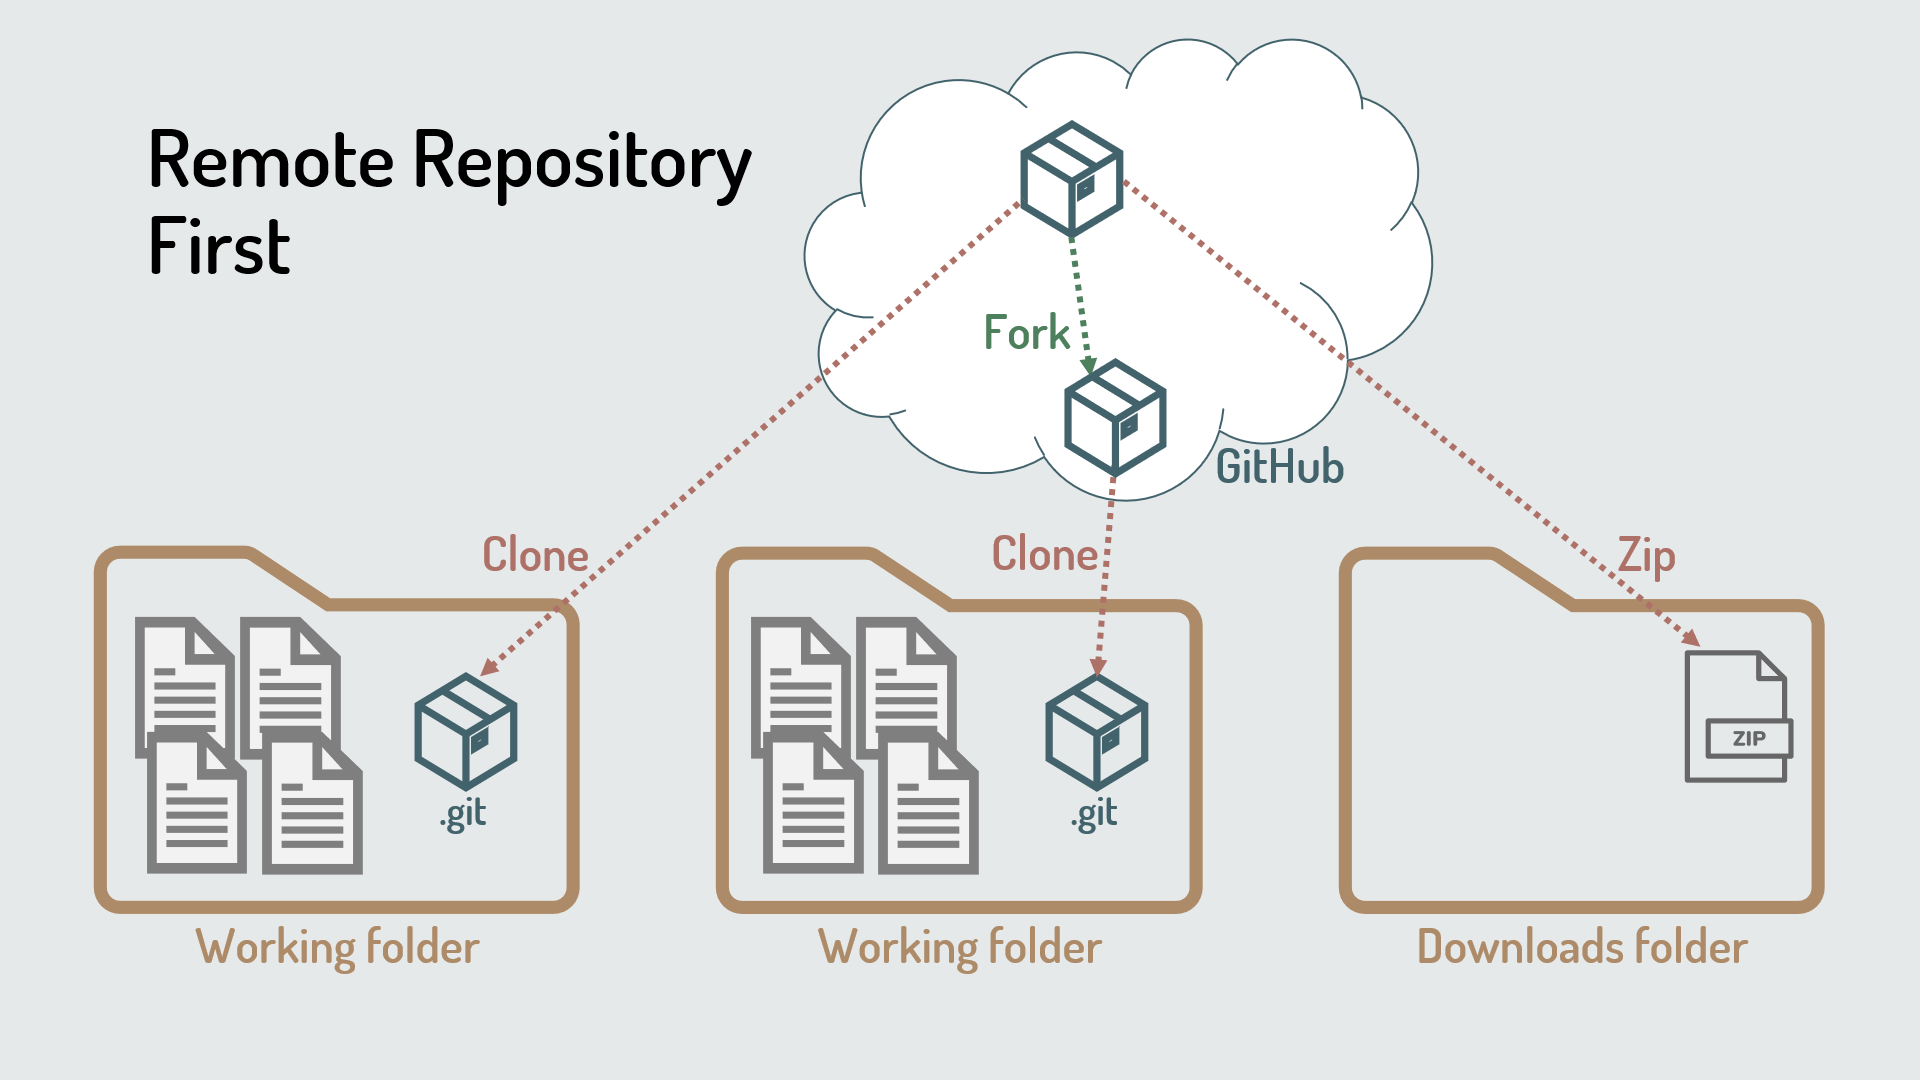 Remote Repository
First
Fork
GitHub
Clone
Clone
Zip
ZIP
.git
.git
Working folder
Working folder
Downloads folder